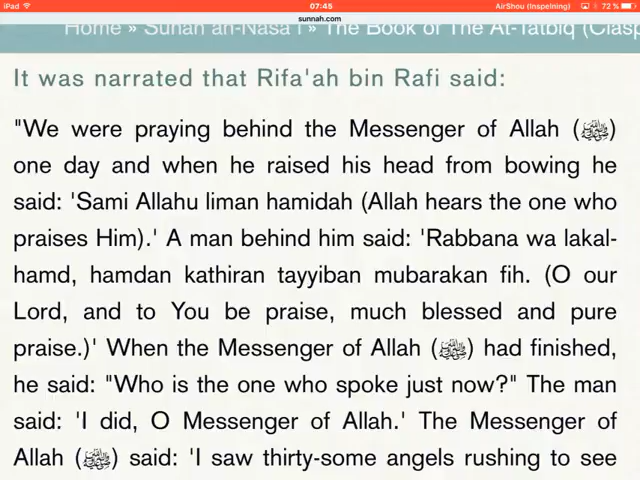 iPad 07:45 AirShou (Inspelning) 72 %
sunnah.com
Home » Sunan an-Nasa'i » The Book of The At-Tatbiq (Clasp
It was narrated that Rifa'ah bin Rafi said:
"We were praying behind the Messenger of Allah (ﷺ)
one day and when he raised his head from bowing he
said: 'Sami Allahu liman hamidah (Allah hears the one who
praises Him).' A man behind him said: 'Rabbana wa lakal-
hamd, hamdan kathiran tayyiban mubarakan fih. (O our
Lord, and to You be praise, much blessed and pure
praise.)' When the Messenger of Allah (ﷺ) had finished,
he said: "Who is the one who spoke just now?" The man
said: 'I did, O Messenger of Allah.' The Messenger of
Allah (ﷺ) said: 'I saw thirty-some angels rushing to see